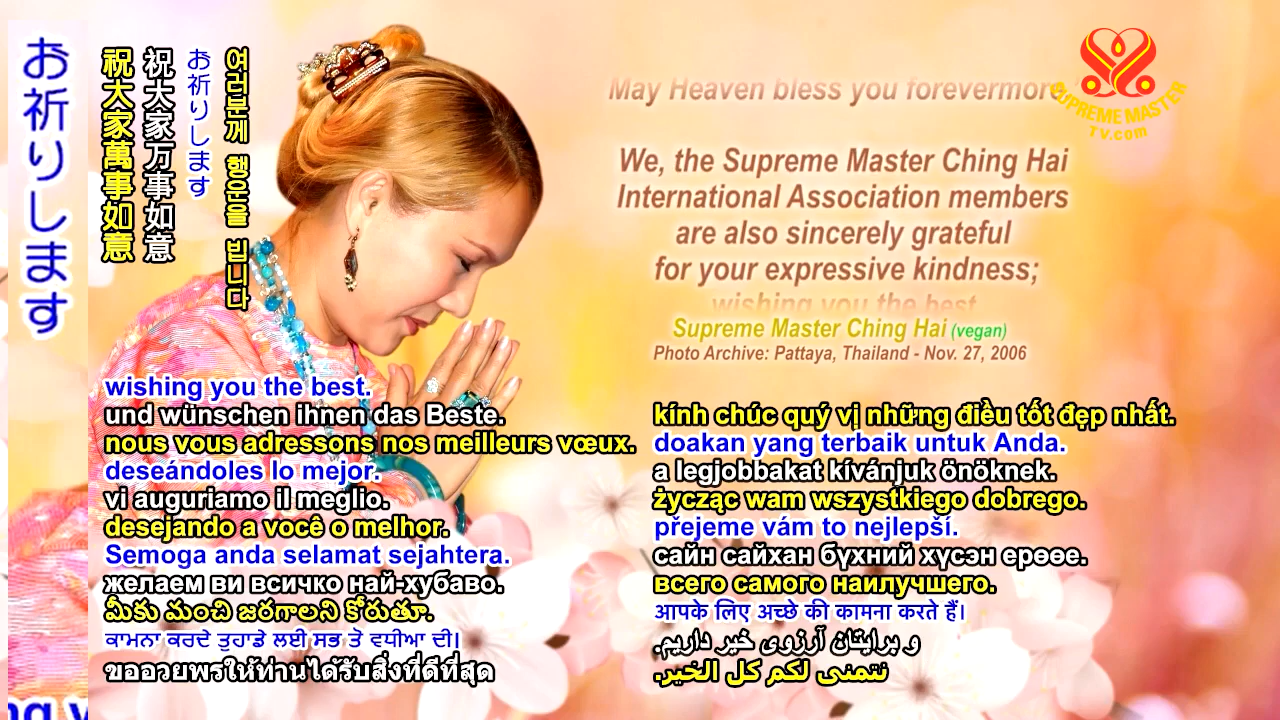 お祈りします
祝大家萬事如意
祝大家万事如意
お祈りします
여러분께 행운을 빕니다
May Heaven bless you forevermore
We, the Supreme Master Ching Hai
International Association members
are also sincerely grateful
for your expressive kindness;
wishing you the best.
Supreme Master Ching Hai (vegan)
Photo Archive: Pattaya, Thailand - Nov. 27, 2006
SUPREME MASTER
TV.com
wishing you the best.
und wünschen ihnen das Beste.
nous vous adressons nos meilleurs vœux.
deseándoles lo mejor.
vi auguriamo il meglio.
desejando a você o melhor.
Semoga anda selamat sejahtera.
желаем ви всичко най-хубаво.
మీకు మంచి జరగాలని కోరుతూ.
ਕਾਮਨਾ ਕਰਦੇ ਤੁਹਾਡੇ ਲਈ ਸਭ ਤੋ ਵਧੀਆ ਦੀ।
ขออวยพรให้ท่านได้รับสิ่งที่ดีที่สุด
kính chúc quý vị những điều tốt đẹp nhất.
doakan yang terbaik untuk Anda.
a legjobbakat kívánjuk önöknek.
życząc wam wszystkiego dobrego.
přejeme vám to nejlepší.
сайн сайхан бүхний хүсэн ерөөе.
всего самого наилучшего.
आपके लिए अच्छे की कामना करते हैं।
و برایتان آرزوی خیر داریم.
نتمنى لكم كل الخير.